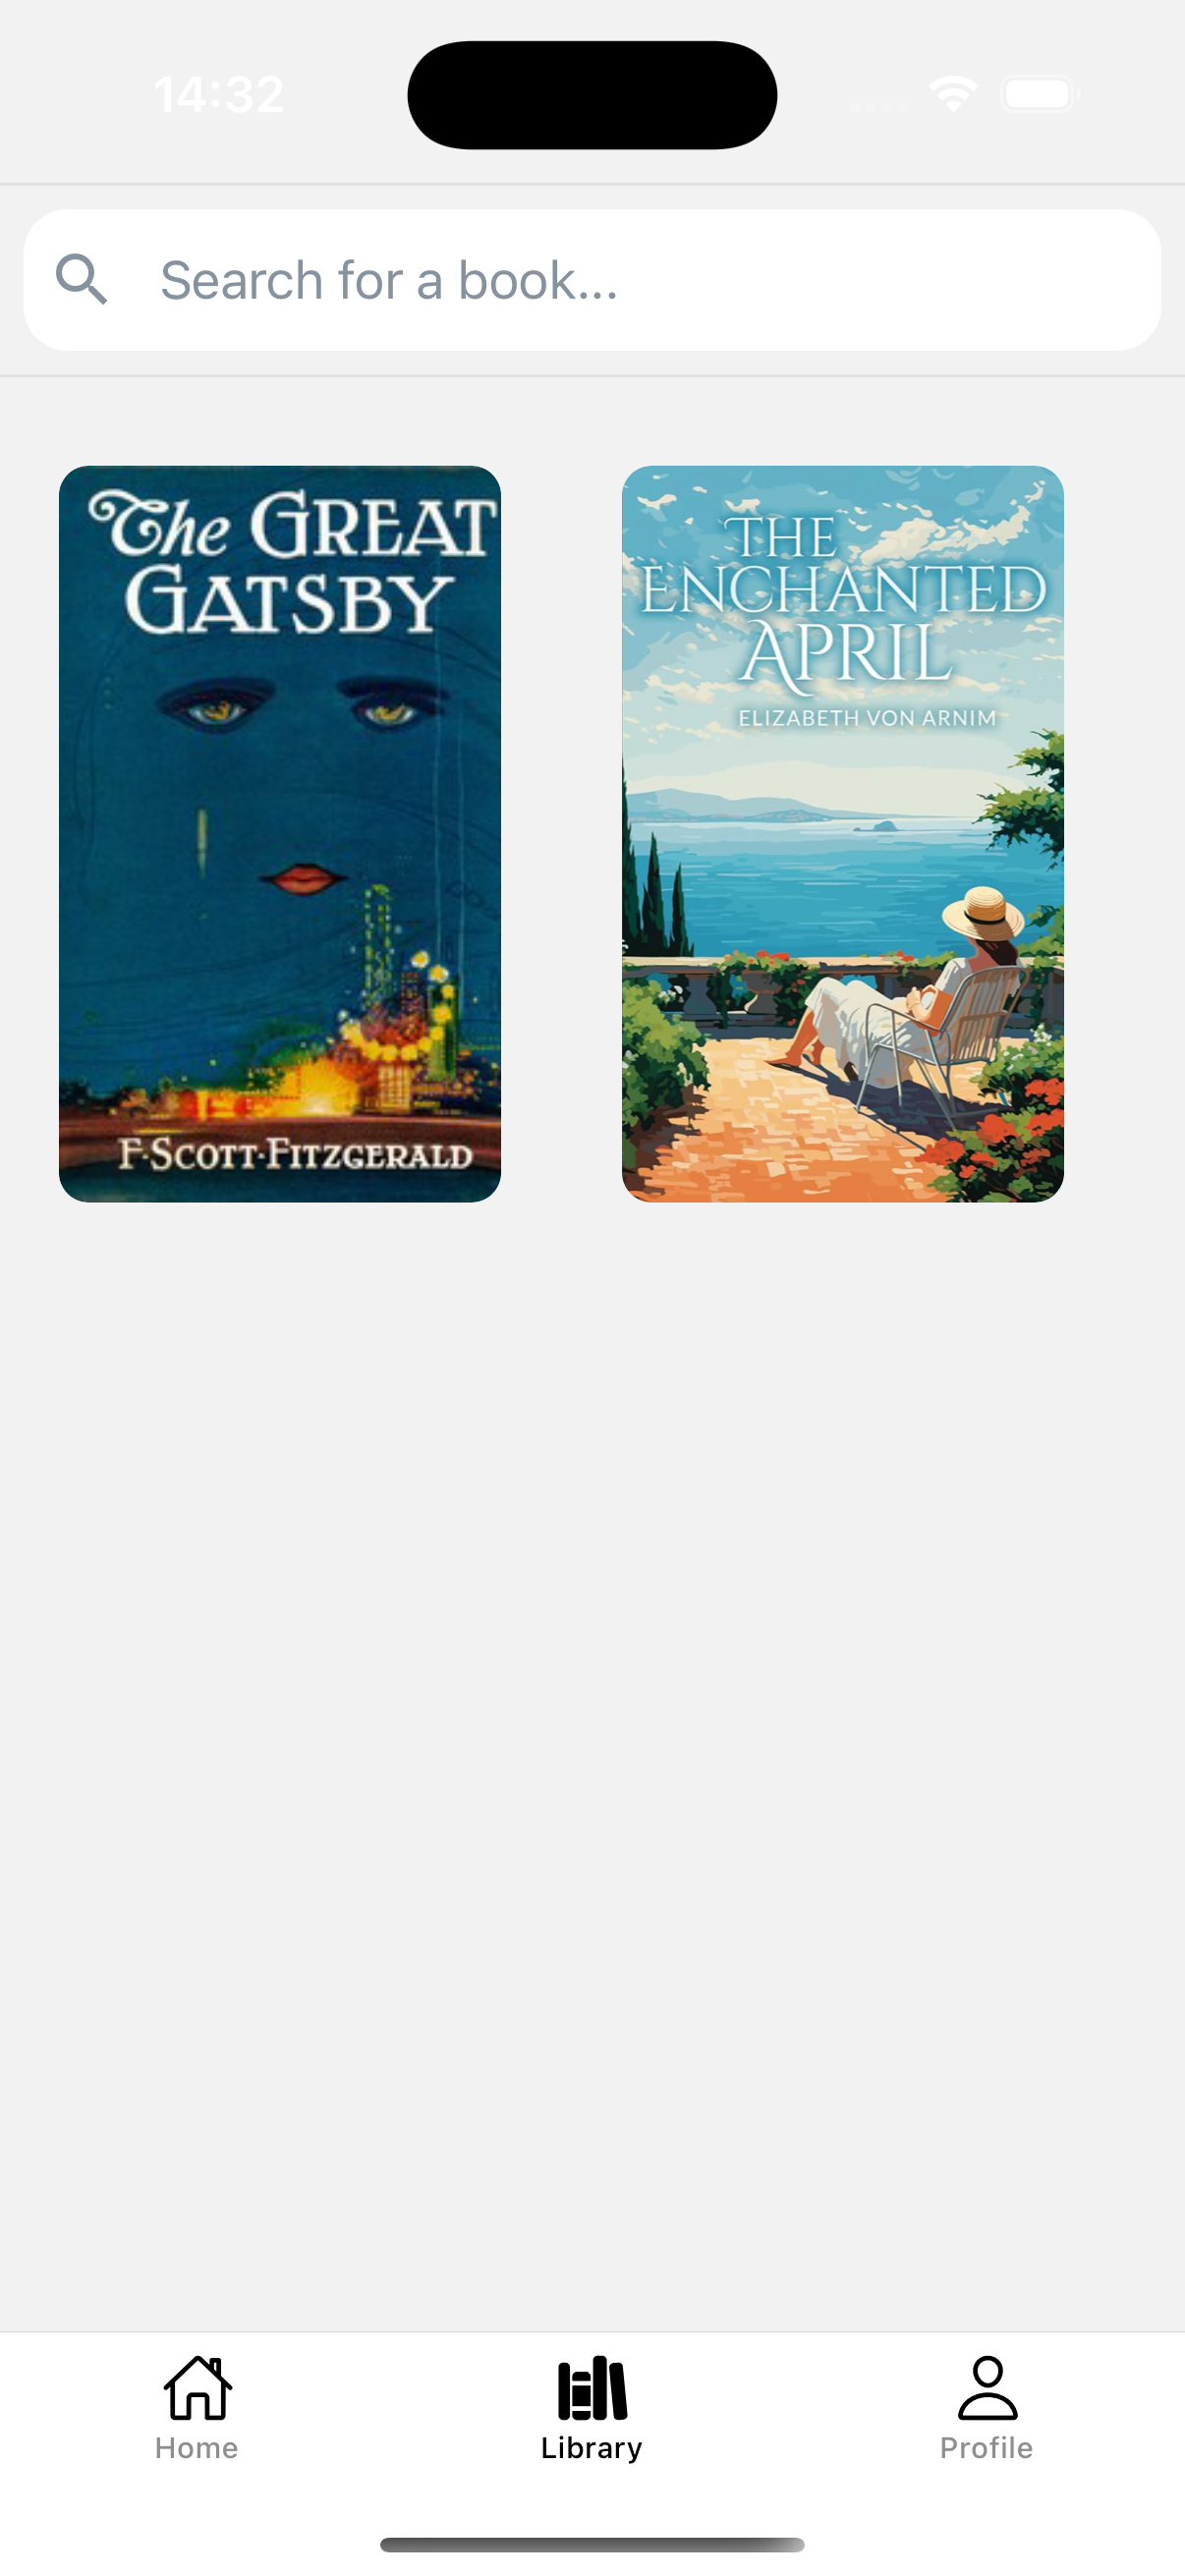 14:32
Search for a book...
The GREAT
GATSBY
F·SCOTT·FITZGERALD
THE
ENCHANTED
APRIL
ELIZABETH VON ARNIM
Home
Library
Profile